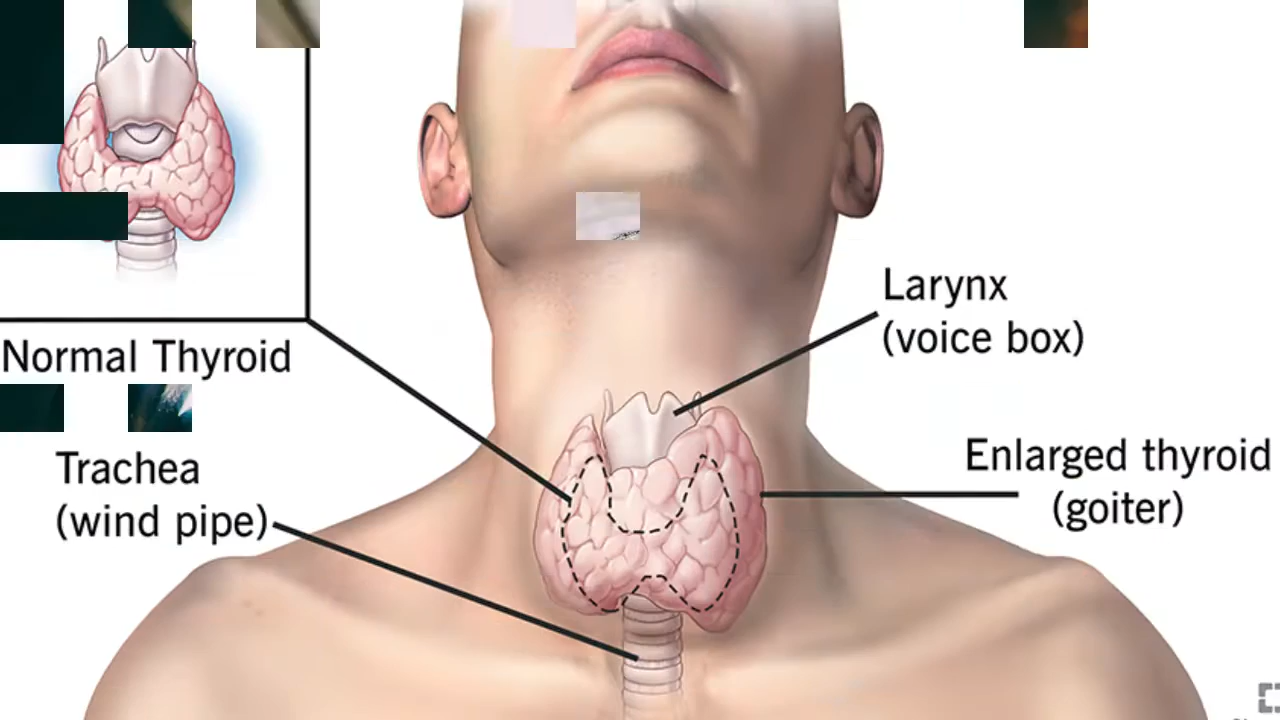 Larynx
(voice box)
Normal Thyroid
Trachea
(wind pipe)
Enlarged thyroid
(goiter)